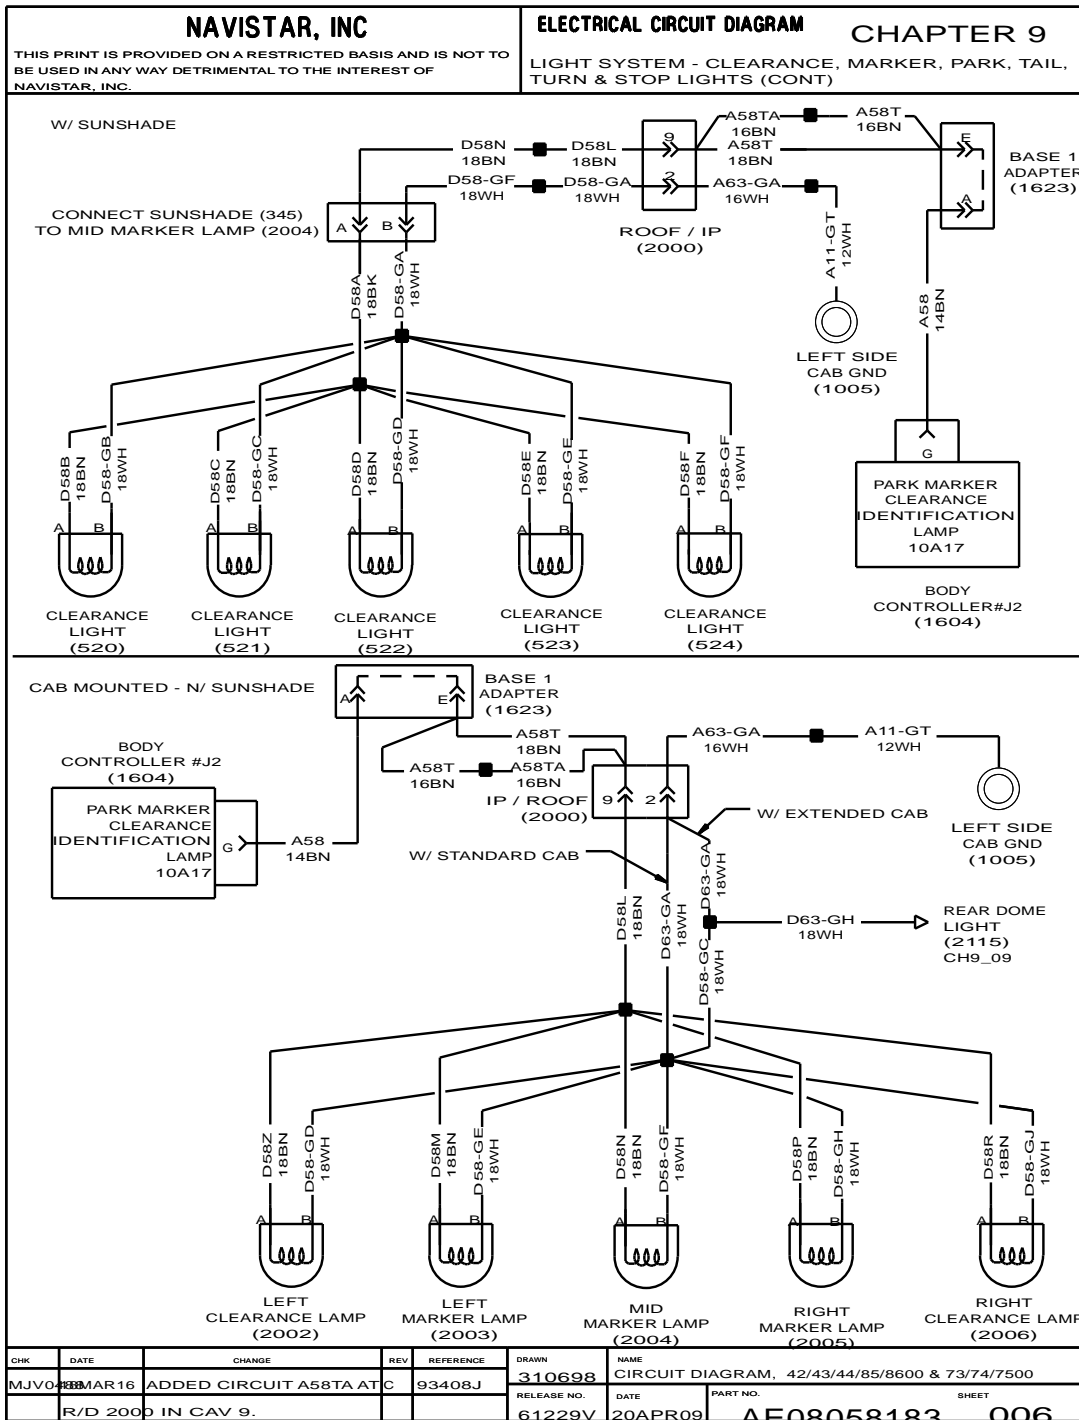 NAVISTAR, INC
THIS PRINT IS PROVIDED ON A RESTRICTED BASIS AND IS NOT TO
BE USED IN ANY WAY DETRIMENTAL TO THE INTEREST OF
NAVISTAR, INC.
ELECTRICAL CIRCUIT DIAGRAM
CHAPTER 9
LIGHT SYSTEM - CLEARANCE, MARKER, PARK, TAIL,
TURN & STOP LIGHTS (CONT)
W/ SUNSHADE
D58N
18BN
D58L
18BN
9
A58TA
16BN
A58T
16BN
A58T
18BN
E
BASE 1
ADAPTER
(1623)
D58-GF
18WH
D58-GA
18WH
2
A63-GA
16WH
A
CONNECT SUNSHADE (345)
TO MID MARKER LAMP (2004)
A
B
ROOF / IP
(2000)
D58A
18BK
D58-GA
18WH
A11-GT
12WH
A58
14BN
LEFT SIDE
CAB GND
(1005)
D58B
18BN
D58-GB
18WH
D58C
18BN
D58-GC
18WH
D58D
18BN
D58-GD
18WH
D58E
18BN
D58-GE
18WH
D58F
18BN
D58-GF
18WH
G
PARK MARKER
CLEARANCE
IDENTIFICATION
LAMP
10A17
A B
A B
A B
A B
A B
BODY
CONTROLLER#J2
(1604)
CLEARANCE
LIGHT
(520)
CLEARANCE
LIGHT
(521)
CLEARANCE
LIGHT
(522)
CLEARANCE
LIGHT
(523)
CLEARANCE
LIGHT
(524)
CAB MOUNTED - N/ SUNSHADE
A
E
BASE 1
ADAPTER
(1623)
BODY
CONTROLLER #J2
(1604)
A58T
18BN
A58T
16BN
A58TA
16BN
A63-GA
16WH
A11-GT
12WH
IP / ROOF
(2000)
9
2
W/ EXTENDED CAB
LEFT SIDE
CAB GND
(1005)
PARK MARKER
CLEARANCE
IDENTIFICATION
LAMP
10A17
G
A58
14BN
W/ STANDARD CAB
D58L
18BN
D63-GA
18WH
D63-GA
18WH
D58-GC
18WH
D63-GH
18WH
REAR DOME
LIGHT
(2115)
CH9_09
D58Z
18BN
D58-GD
18WH
D58M
18BN
D58-GE
18WH
D58N
18BN
D58-GF
18WH
D58P
18BN
D58-GH
18WH
D58R
18BN
D58-GJ
18WH
A B
A B
A B
A B
A B
LEFT
CLEARANCE LAMP
(2002)
LEFT
MARKER LAMP
(2003)
MID
MARKER LAMP
(2004)
RIGHT
MARKER LAMP
(2005)
RIGHT
CLEARANCE LAMP
(2006)
CHK DATE CHANGE REV REFERENCE
ADDED CIRCUIT A58TA AT C 93408J
R/D 2000 IN CAV 9.
DRAWN
310698
NAME
CIRCUIT DIAGRAM, 42/43/44/85/8600 & 73/74/7500
RELEASE NO.
61229V
DATE
20APR09
PART NO.
AE08058183
SHEET
006